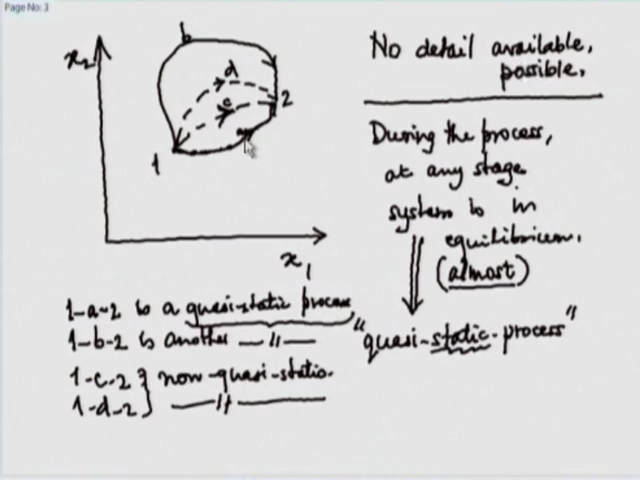 Page No: 3
x2
b
d
c
2
1
x1
No detail available,
possible.
During the process,
at any stage
system is in
equilibrium.
(almost)
"quasi-static-process"
1-a-2 is a quasi-static process
1-b-2 is another —〃—
1-c-2 } non-quasi-static.
1-d-2 } —〃—